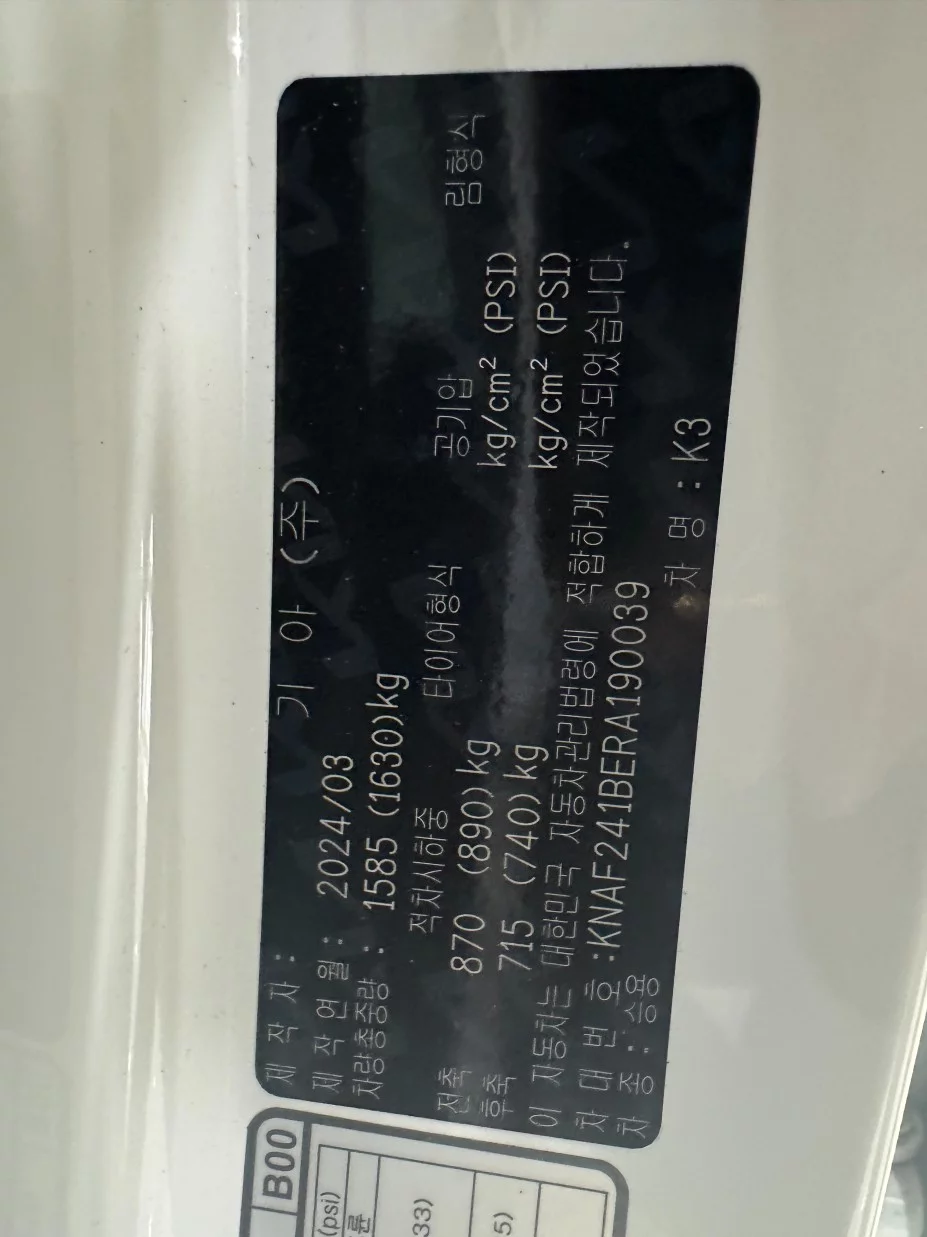 제 작 자 : 기 아 (주)
제 작 연 월 : 2024/03
차량총중량 : 1585 (1630)kg
적차시하중 타이어형식 공기압 림형식
전축 870 (890)kg kg/cm² (PSI)
후축 715 (740)kg kg/cm² (PSI)
이 자동차는 대한민국 자동차관리법령에 적합하게 제작되었습니다.
차 대 번 호 :KNAF241BERA190039
차 종 : 승용 차 명 : K3
B00
(psi)
33)
5)